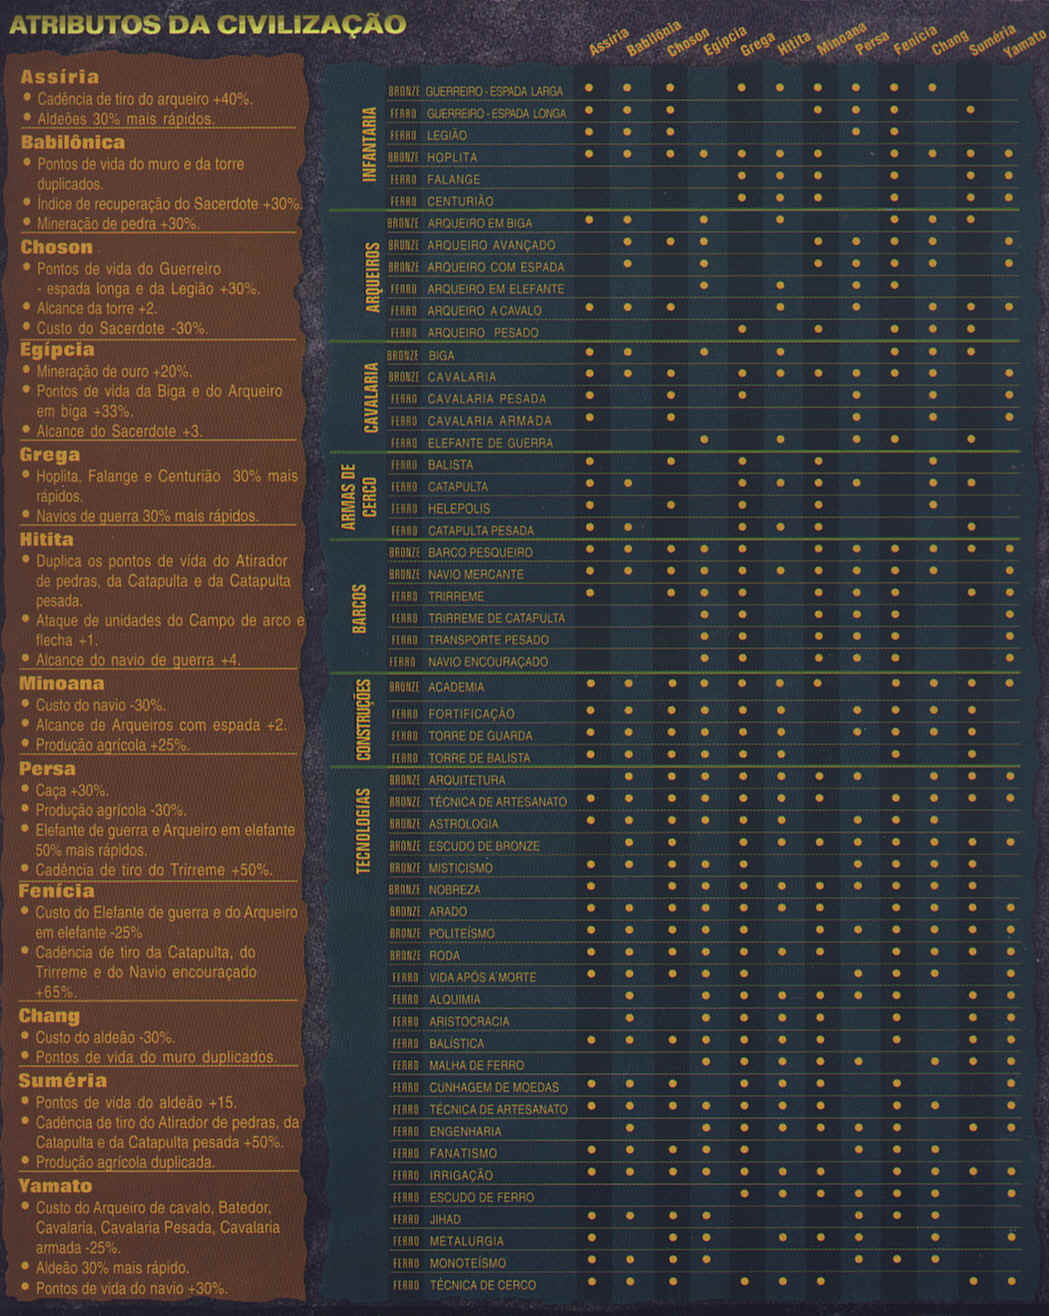 ATRIBUTOS DA CIVILIZAÇÃO
Assíria
• Cadência de tiro do arqueiro +40%.
• Aldeões 30% mais rápidos.
Babilônica
• Pontos de vida do muro e da torre
duplicados.
• Índice de recuperação do Sacerdote +30%.
• Mineração de pedra +30%.
Choson
• Pontos de vida do Guerreiro
- espada longa e da Legião +30%.
• Alcance da torre +2.
• Custo do Sacerdote -30%.
Egípcia
• Mineração de ouro +20%.
• Pontos de vida da Biga e do Arqueiro
em biga +33%.
• Alcance do Sacerdote +3.
Grega
• Hoplita, Falange e Centurião 30% mais
rápidos.
• Navios de guerra 30% mais rápidos.
Hitita
• Duplica os pontos de vida do Atirador
de pedras, da Catapulta e da Catapulta
pesada.
• Ataque de unidades do Campo de arco e
flecha +1.
• Alcance do navio de guerra +4.
Minoana
• Custo do navio -30%.
• Alcance de Arqueiros com espada +2.
• Produção agrícola +25%.
Persa
• Caça +30%.
• Produção agrícola -30%.
• Elefante de guerra e Arqueiro em elefante
50% mais rápidos.
• Cadência de tiro do Trírreme +50%.
Fenícia
• Custo do Elefante de guerra e do Arqueiro
em elefante -25%
• Cadência de tiro da Catapulta, do
Trirreme e do Navio encouraçado
+65%.
Chang
• Custo do aldeão -30%.
• Pontos de vida do muro duplicados.
Suméria
• Pontos de vida do aldeão +15.
• Cadência de tiro do Atirador de pedras, da
Catapulta e da Catapulta pesada +50%.
• Produção agrícola duplicada.
Yamato
• Custo do Arqueiro de cavalo, Batedor,
Cavalaria, Cavalaria Pesada, Cavalaria
armada -25%.
• Aldeão 30% mais rápido.
• Pontos de vida do navio +30%.
Assíria Babilônia Choson Egípcia Grega Hitita Minoana Persa Fenícia Chang Suméria Yamato
INFANTARIA
BRONZE GUERREIRO - ESPADA LARGA
FERRO GUERREIRO - ESPADA LONGA
FERRO LEGIÃO
BRONZE HOPLITA
FERRO FALANGE
FERRO CENTURIÃO
ARQUEIROS
BRONZE ARQUEIRO EM BIGA
BRONZE ARQUEIRO AVANÇADO
BRONZE ARQUEIRO COM ESPADA
FERRO ARQUEIRO EM ELEFANTE
FERRO ARQUEIRO A CAVALO
FERRO ARQUEIRO PESADO
CAVALARIA
BRONZE BIGA
BRONZE CAVALARIA
FERRO CAVALARIA PESADA
FERRO CAVALARIA ARMADA
FERRO ELEFANTE DE GUERRA
ARMAS DE
CERCO
FERRO BALISTA
FERRO CATAPULTA
FERRO HELEPOLIS
FERRO CATAPULTA PESADA
BARCOS
BRONZE BARCO PESQUEIRO
BRONZE NAVIO MERCANTE
FERRO TRIRREME
FERRO TRIRREME DE CATAPULTA
FERRO TRANSPORTE PESADO
FERRO NAVIO ENCOURAÇADO
CONSTRUÇÕES
BRONZE ACADEMIA
FERRO FORTIFICAÇÃO
FERRO TORRE DE GUARDA
FERRO TORRE DE BALISTA
TECNOLOGIAS
BRONZE ARQUITETURA
BRONZE TÉCNICA DE ARTESANATO
BRONZE ASTROLOGIA
BRONZE ESCUDO DE BRONZE
BRONZE MISTICISMO
BRONZE NOBREZA
BRONZE ARADO
BRONZE POLITEÍSMO
BRONZE RODA
FERRO VIDA APÓS A MORTE
FERRO ALQUIMIA
FERRO ARISTOCRACIA
FERRO BALÍSTICA
FERRO MALHA DE FERRO
FERRO CUNHAGEM DE MOEDAS
FERRO TÉCNICA DE ARTESANATO
FERRO ENGENHARIA
FERRO FANATISMO
FERRO IRRIGAÇÃO
FERRO ESCUDO DE FERRO
FERRO JIHAD
FERRO METALURGIA
FERRO MONOTEÍSMO
FERRO TÉCNICA DE CERCO